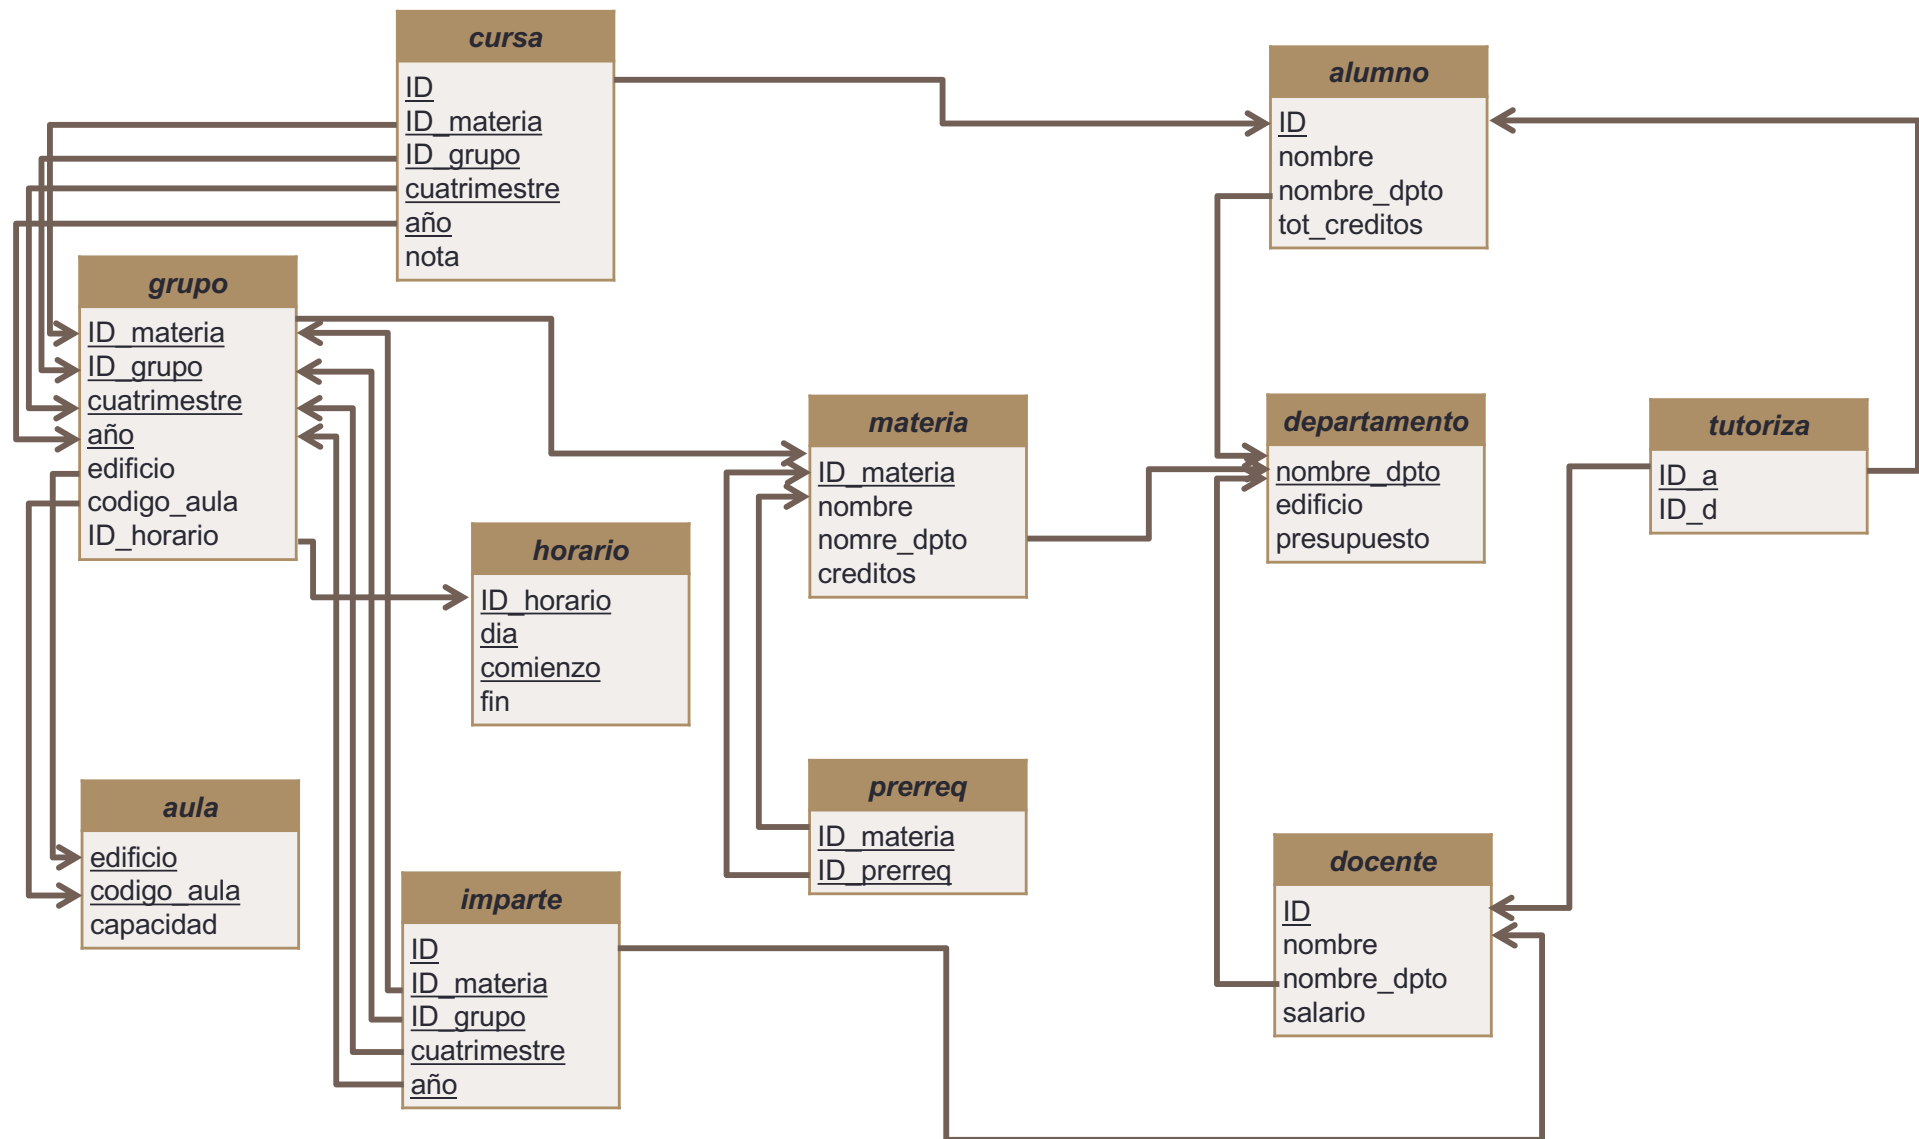 cursa
ID
ID_materia
ID_grupo
cuatrimestre
año
nota
alumno
ID
nombre
nombre_dpto
tot_creditos
grupo
ID_materia
ID_grupo
cuatrimestre
año
edificio
codigo_aula
ID_horario
materia
ID_materia
nombre
nomre_dpto
creditos
departamento
nombre_dpto
edificio
presupuesto
tutoriza
ID_a
ID_d
horario
ID_horario
dia
comienzo
fin
aula
edificio
codigo_aula
capacidad
prerreq
ID_materia
ID_prerreq
imparte
ID
ID_materia
ID_grupo
cuatrimestre
año
docente
ID
nombre
nombre_dpto
salario